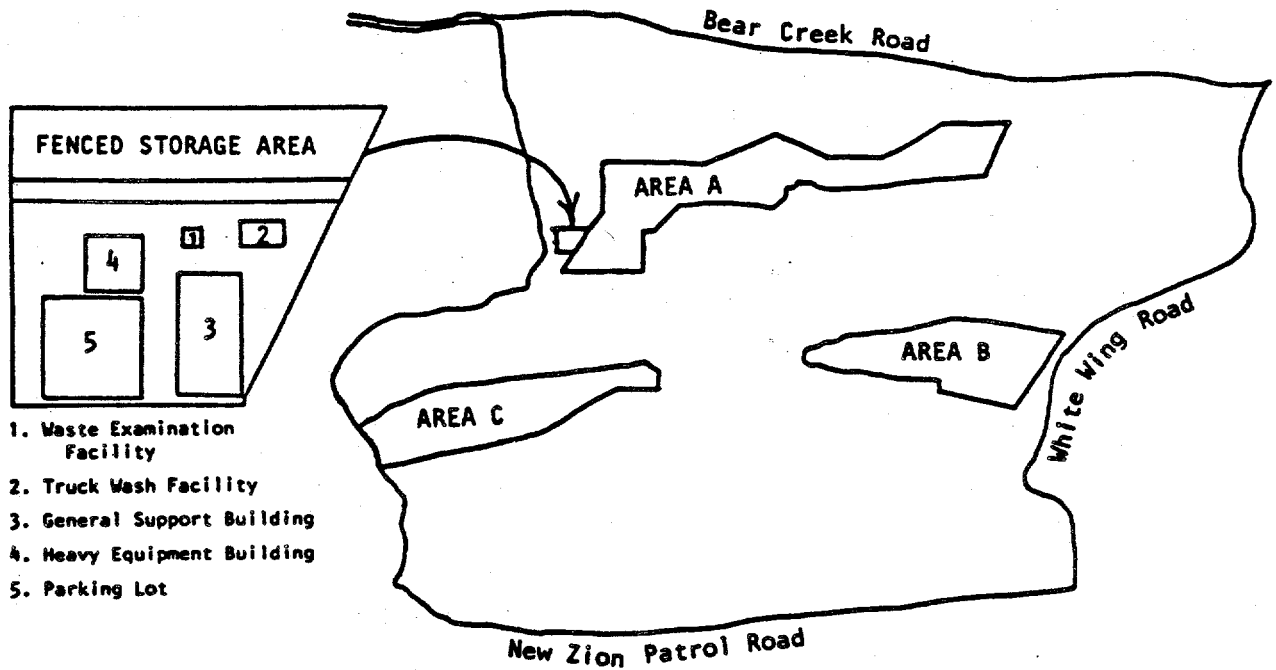 Bear Creek Road
FENCED STORAGE AREA
AREA A
1
2
4
3
5
AREA B
White Wing Road
AREA C
1. Waste Examination
Facility
2. Truck Wash Facility
3. General Support Building
4. Heavy Equipment Building
5. Parking Lot
New Zion Patrol Road